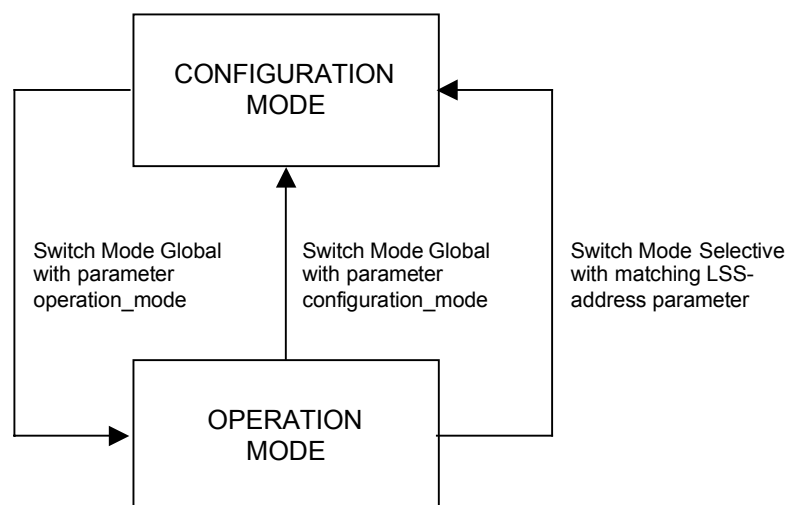 CONFIGURATION
MODE
Switch Mode Global
with parameter
operation_mode
Switch Mode Global
with parameter
configuration_mode
Switch Mode Selective
with matching LSS-
address parameter
OPERATION
MODE